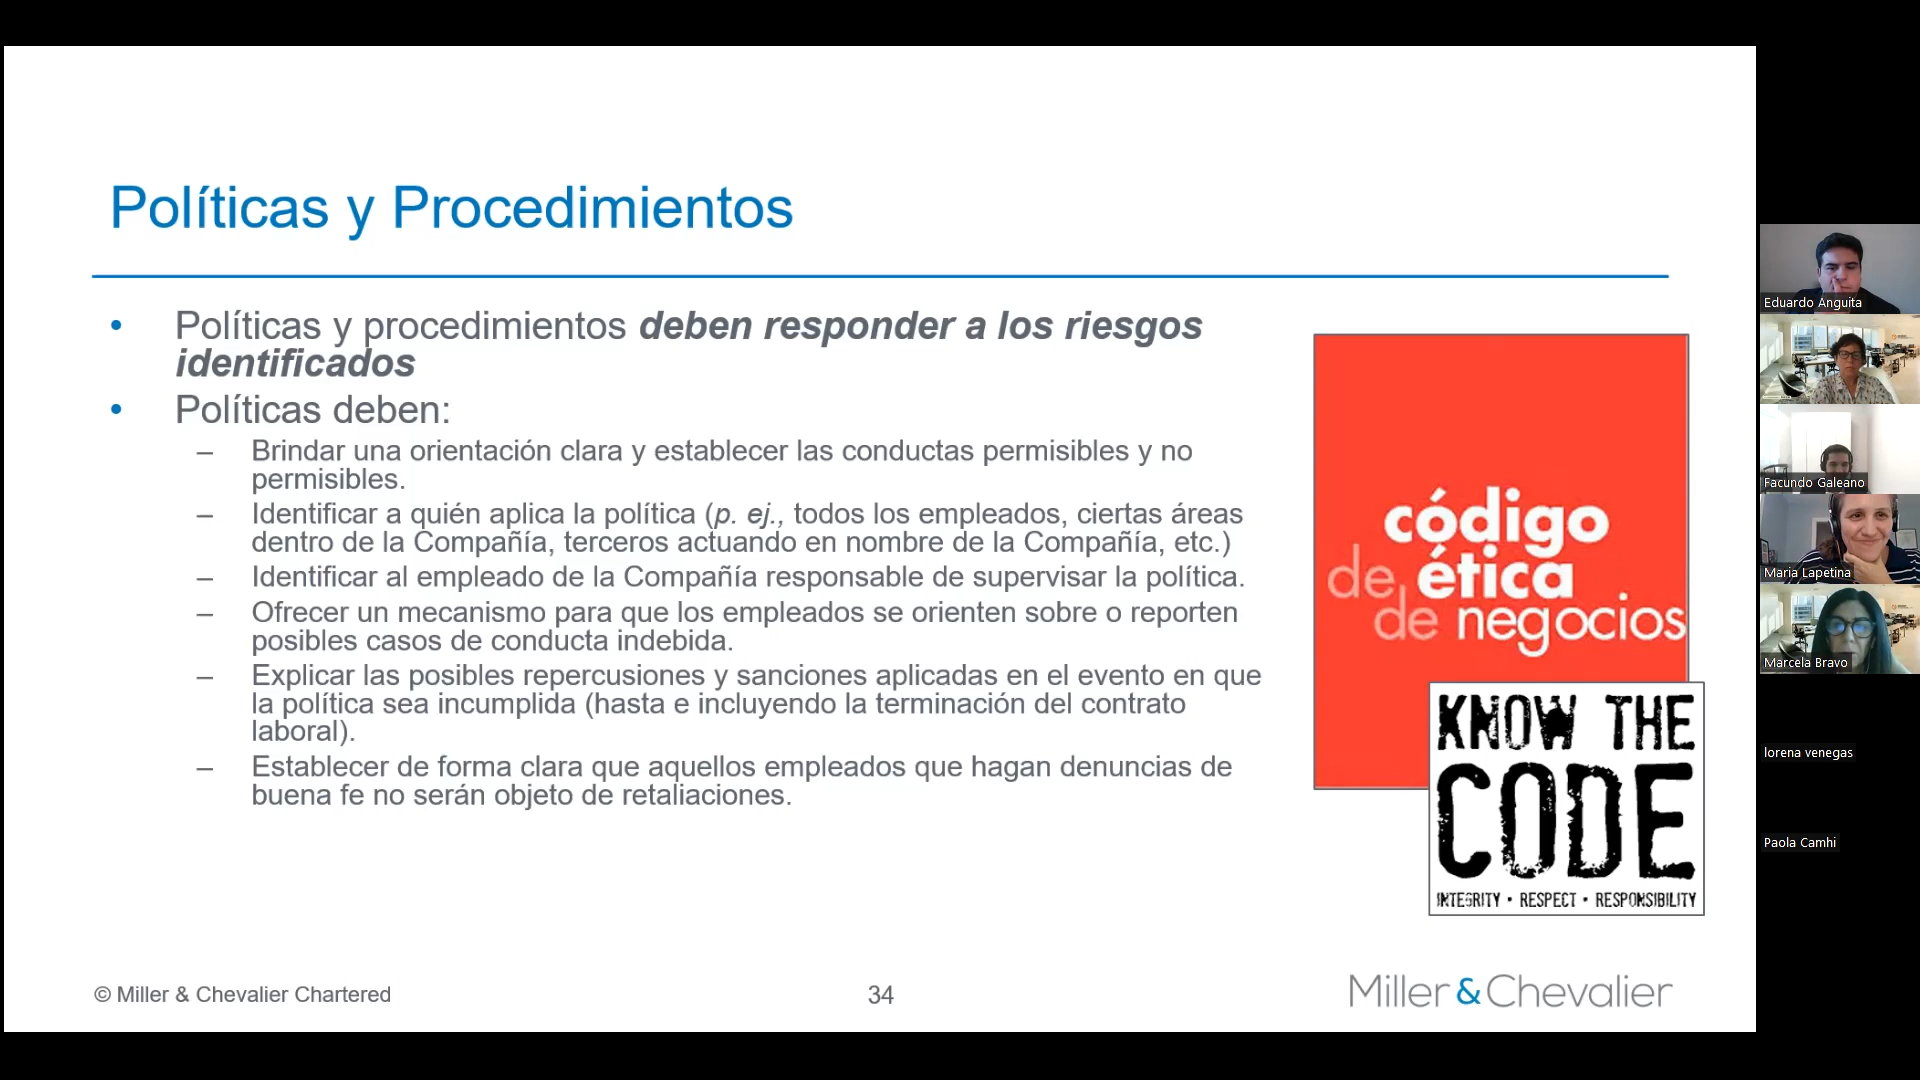 Políticas y Procedimientos
• Políticas y procedimientos deben responder a los riesgos
identificados
• Políticas deben:
– Brindar una orientación clara y establecer las conductas permisibles y no
permisibles.
– Identificar a quién aplica la política (p. ej., todos los empleados, ciertas áreas
dentro de la Compañía, terceros actuando en nombre de la Compañía, etc.)
– Identificar al empleado de la Compañía responsable de supervisar la política.
– Ofrecer un mecanismo para que los empleados se orienten sobre o reporten
posibles casos de conducta indebida.
– Explicar las posibles repercusiones y sanciones aplicadas en el evento en que
la política sea incumplida (hasta e incluyendo la terminación del contrato
laboral).
– Establecer de forma clara que aquellos empleados que hagan denuncias de
buena fe no serán objeto de retaliaciones.
código
de ética
de negocios
KNOW THE
CODE
INTEGRITY • RESPECT • RESPONSIBILITY
© Miller & Chevalier Chartered
34
Miller & Chevalier
Eduardo Anguita
Facundo Galeano
Maria Lapetina
Marcela Bravo
lorena venegas
Paola Camhi